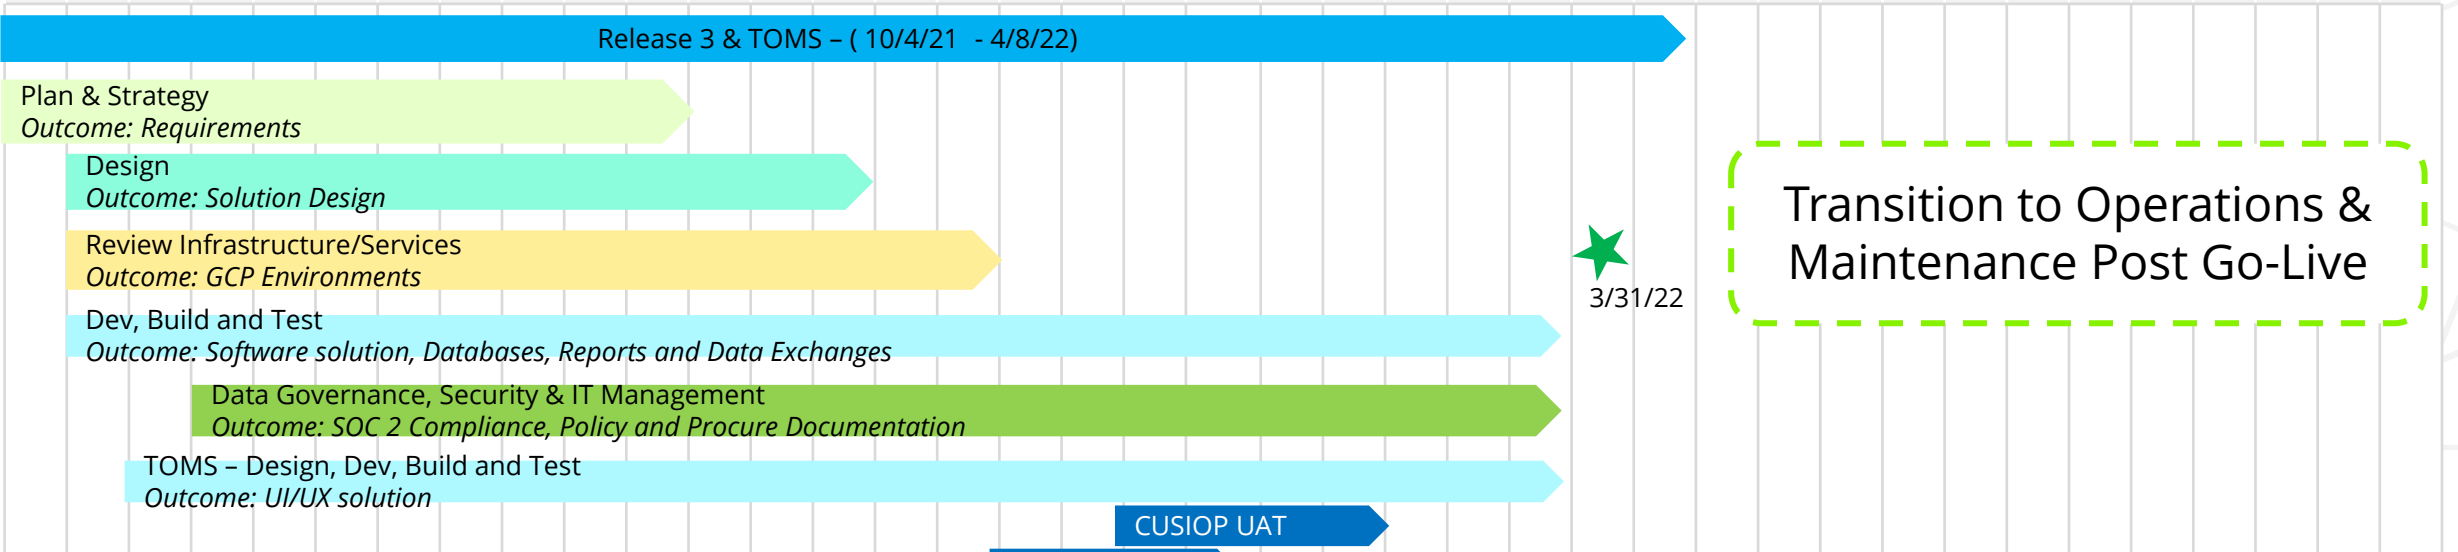 Release 3 & TOMS – ( 10/4/21  - 4/8/22)
Plan & Strategy
Outcome: Requirements
Design
Outcome: Solution Design
Review Infrastructure/Services
Outcome: GCP Environments
3/31/22
Transition to Operations &
Maintenance Post Go-Live
Dev, Build and Test
Outcome: Software solution, Databases, Reports and Data Exchanges
Data Governance, Security & IT Management
Outcome: SOC 2 Compliance, Policy and Procure Documentation
TOMS – Design, Dev, Build and Test
Outcome: UI/UX solution
CUSIOP UAT